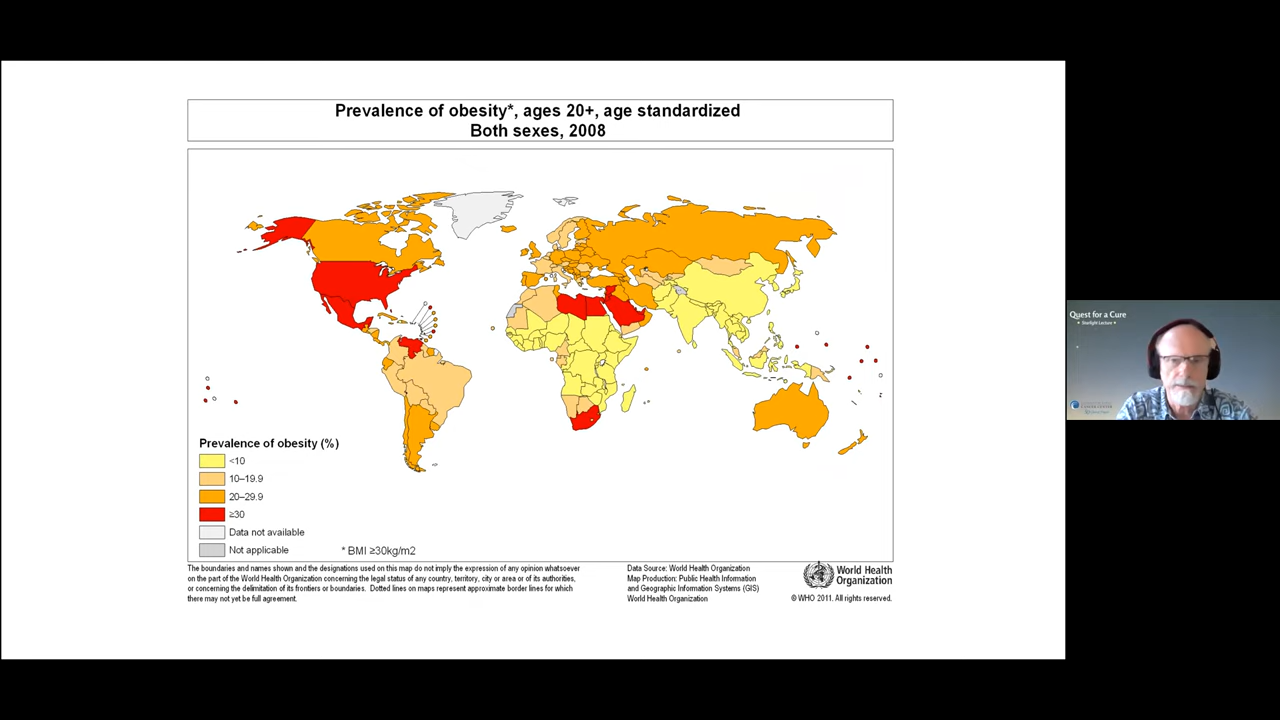 Prevalence of obesity*, ages 20+, age standardized
Both sexes, 2008
Prevalence of obesity (%)
<10
10–19.9
20–29.9
≥30
Data not available
Not applicable
* BMI ≥30kg/m2
The boundaries and names shown and the designations used on this map do not imply the expression of any opinion whatsoever
on the part of the World Health Organization concerning the legal status of any country, territory, city or area or of its authorities,
or concerning the delimitation of its frontiers or boundaries. Dotted lines on maps represent approximate border lines for which
there may not yet be full agreement.
Data Source: World Health Organization
Map Production: Public Health Information
and Geographic Information Systems (GIS)
World Health Organization
World Health
Organization
© WHO 2011. All rights reserved.
Quest for a Cure
Starlight Lecture